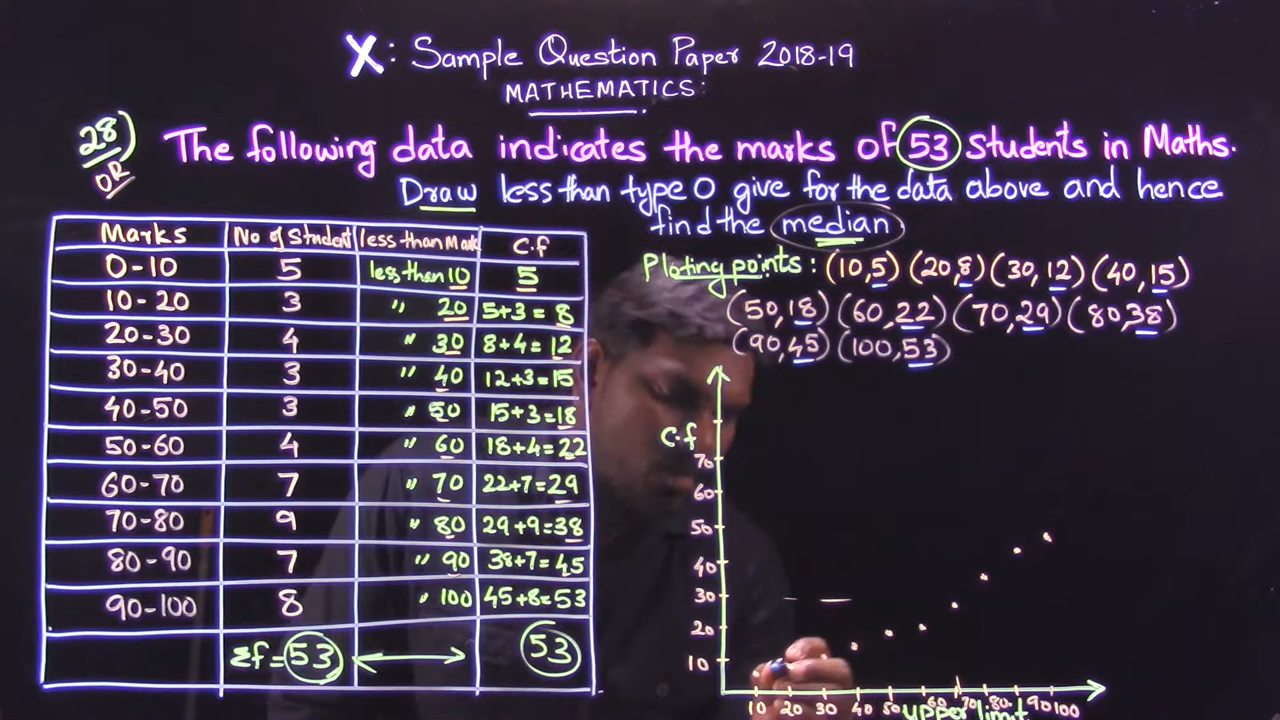 X: Sample Question Paper 2018-19
MATHEMATICS:
28) The following data indicates the marks of 53 students in Maths.
OR
Draw less than type O give for the data above and hence
find the median.
Marks No of Student less than Mark C.f
0-10 5 less than 10 5
10-20 3 " 20 5+3=8
20-30 4 " 30 8+4=12
30-40 3 " 40 12+3=15
40-50 3 " 50 15+3=18
50-60 4 " 60 18+4=22
60-70 7 " 70 22+7=29
70-80 9 " 80 29+9=38
80-90 7 " 90 38+7=45
90-100 8 " 100 45+8=53
Σf=53 53
Ploting points: (10,5) (20,8) (30,12) (40,15)
(50,18) (60,22) (70,29) (80,38)
(90,45) (100,53)
C.f
70
60
50
40
30
20
10
10 20 30 40 50 60 70 80 90 100
upper limit